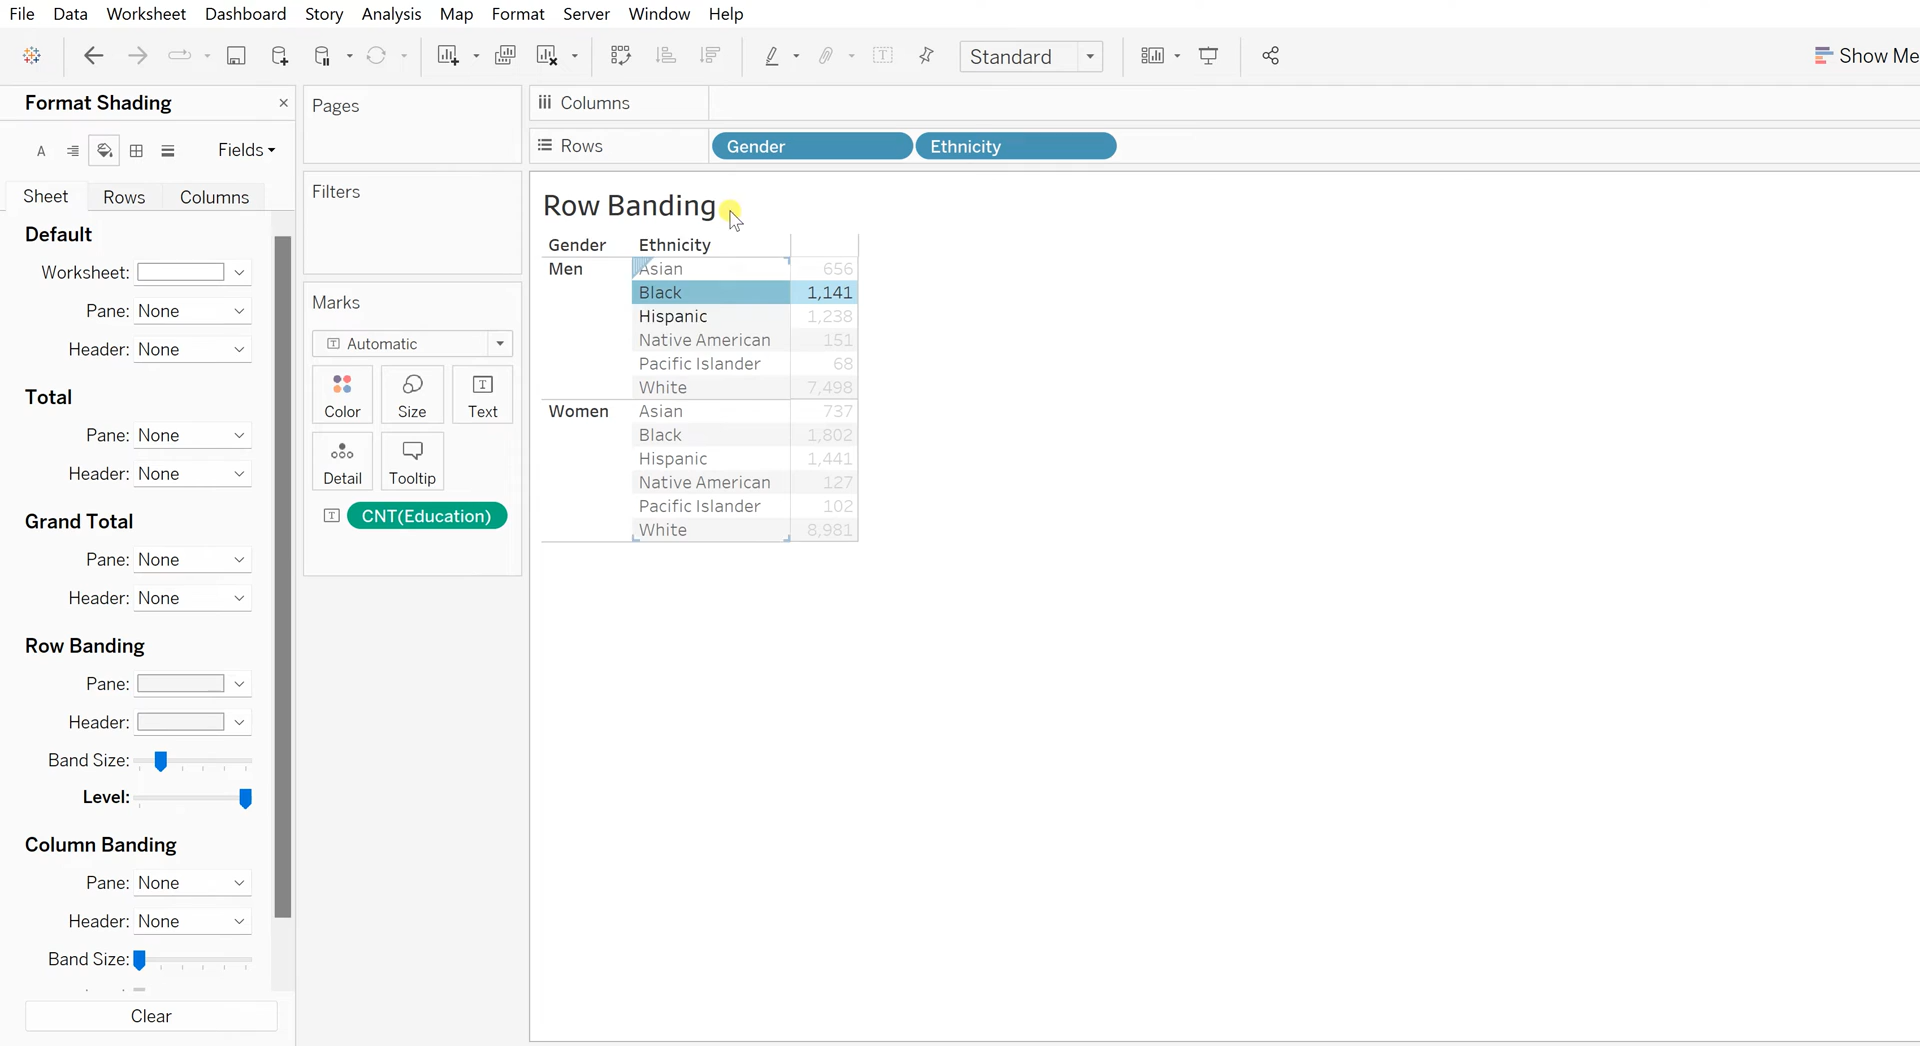 File Data Worksheet Dashboard Story Analysis Map Format Server Window Help
Standard
Show Me
Format Shading
Fields
Sheet Rows Columns
Default
Worksheet:
Pane: None
Header: None
Total
Pane: None
Header: None
Grand Total
Pane: None
Header: None
Row Banding
Pane:
Header:
Band Size:
Level:
Column Banding
Pane: None
Header: None
Band Size:
Clear
Pages
Filters
Marks
T Automatic
Color Size Text
Detail Tooltip
T CNT(Education)
Columns
Rows Gender Ethnicity
Row Banding
Gender Ethnicity
Men Asian 656
Black 1,141
Hispanic 1,238
Native American 151
Pacific Islander 68
White 7,498
Women Asian 737
Black 1,802
Hispanic 1,441
Native American 127
Pacific Islander 102
White 8,981